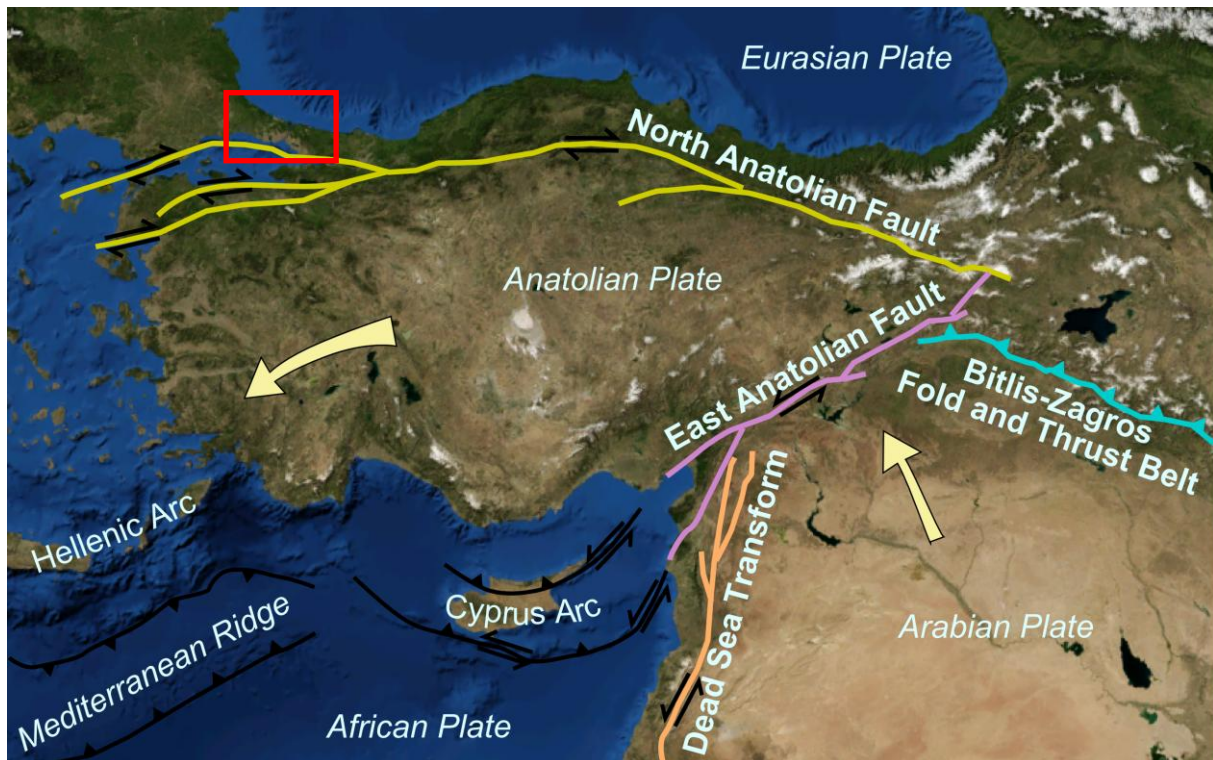 Eurasian Plate
North Anatolian Fault
Anatolian Plate
East Anatolian Fault
Bitlis-Zagros
Fold and Thrust Belt
Hellenic Arc
Cyprus Arc
Mediterranean Ridge
Dead Sea Transform
Arabian Plate
African Plate